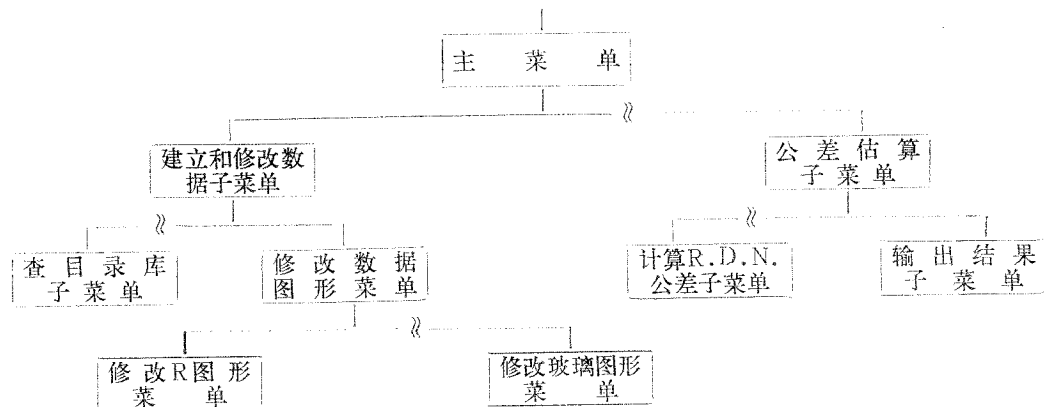 主菜单
建立和修改数
据子菜单
公差估算
子菜单
查目录库
子菜单
修改数据
图形菜单
计算R.D.N.
公差子菜单
输出结果
子菜单
修改R图形
菜单
修改玻璃图形
菜单